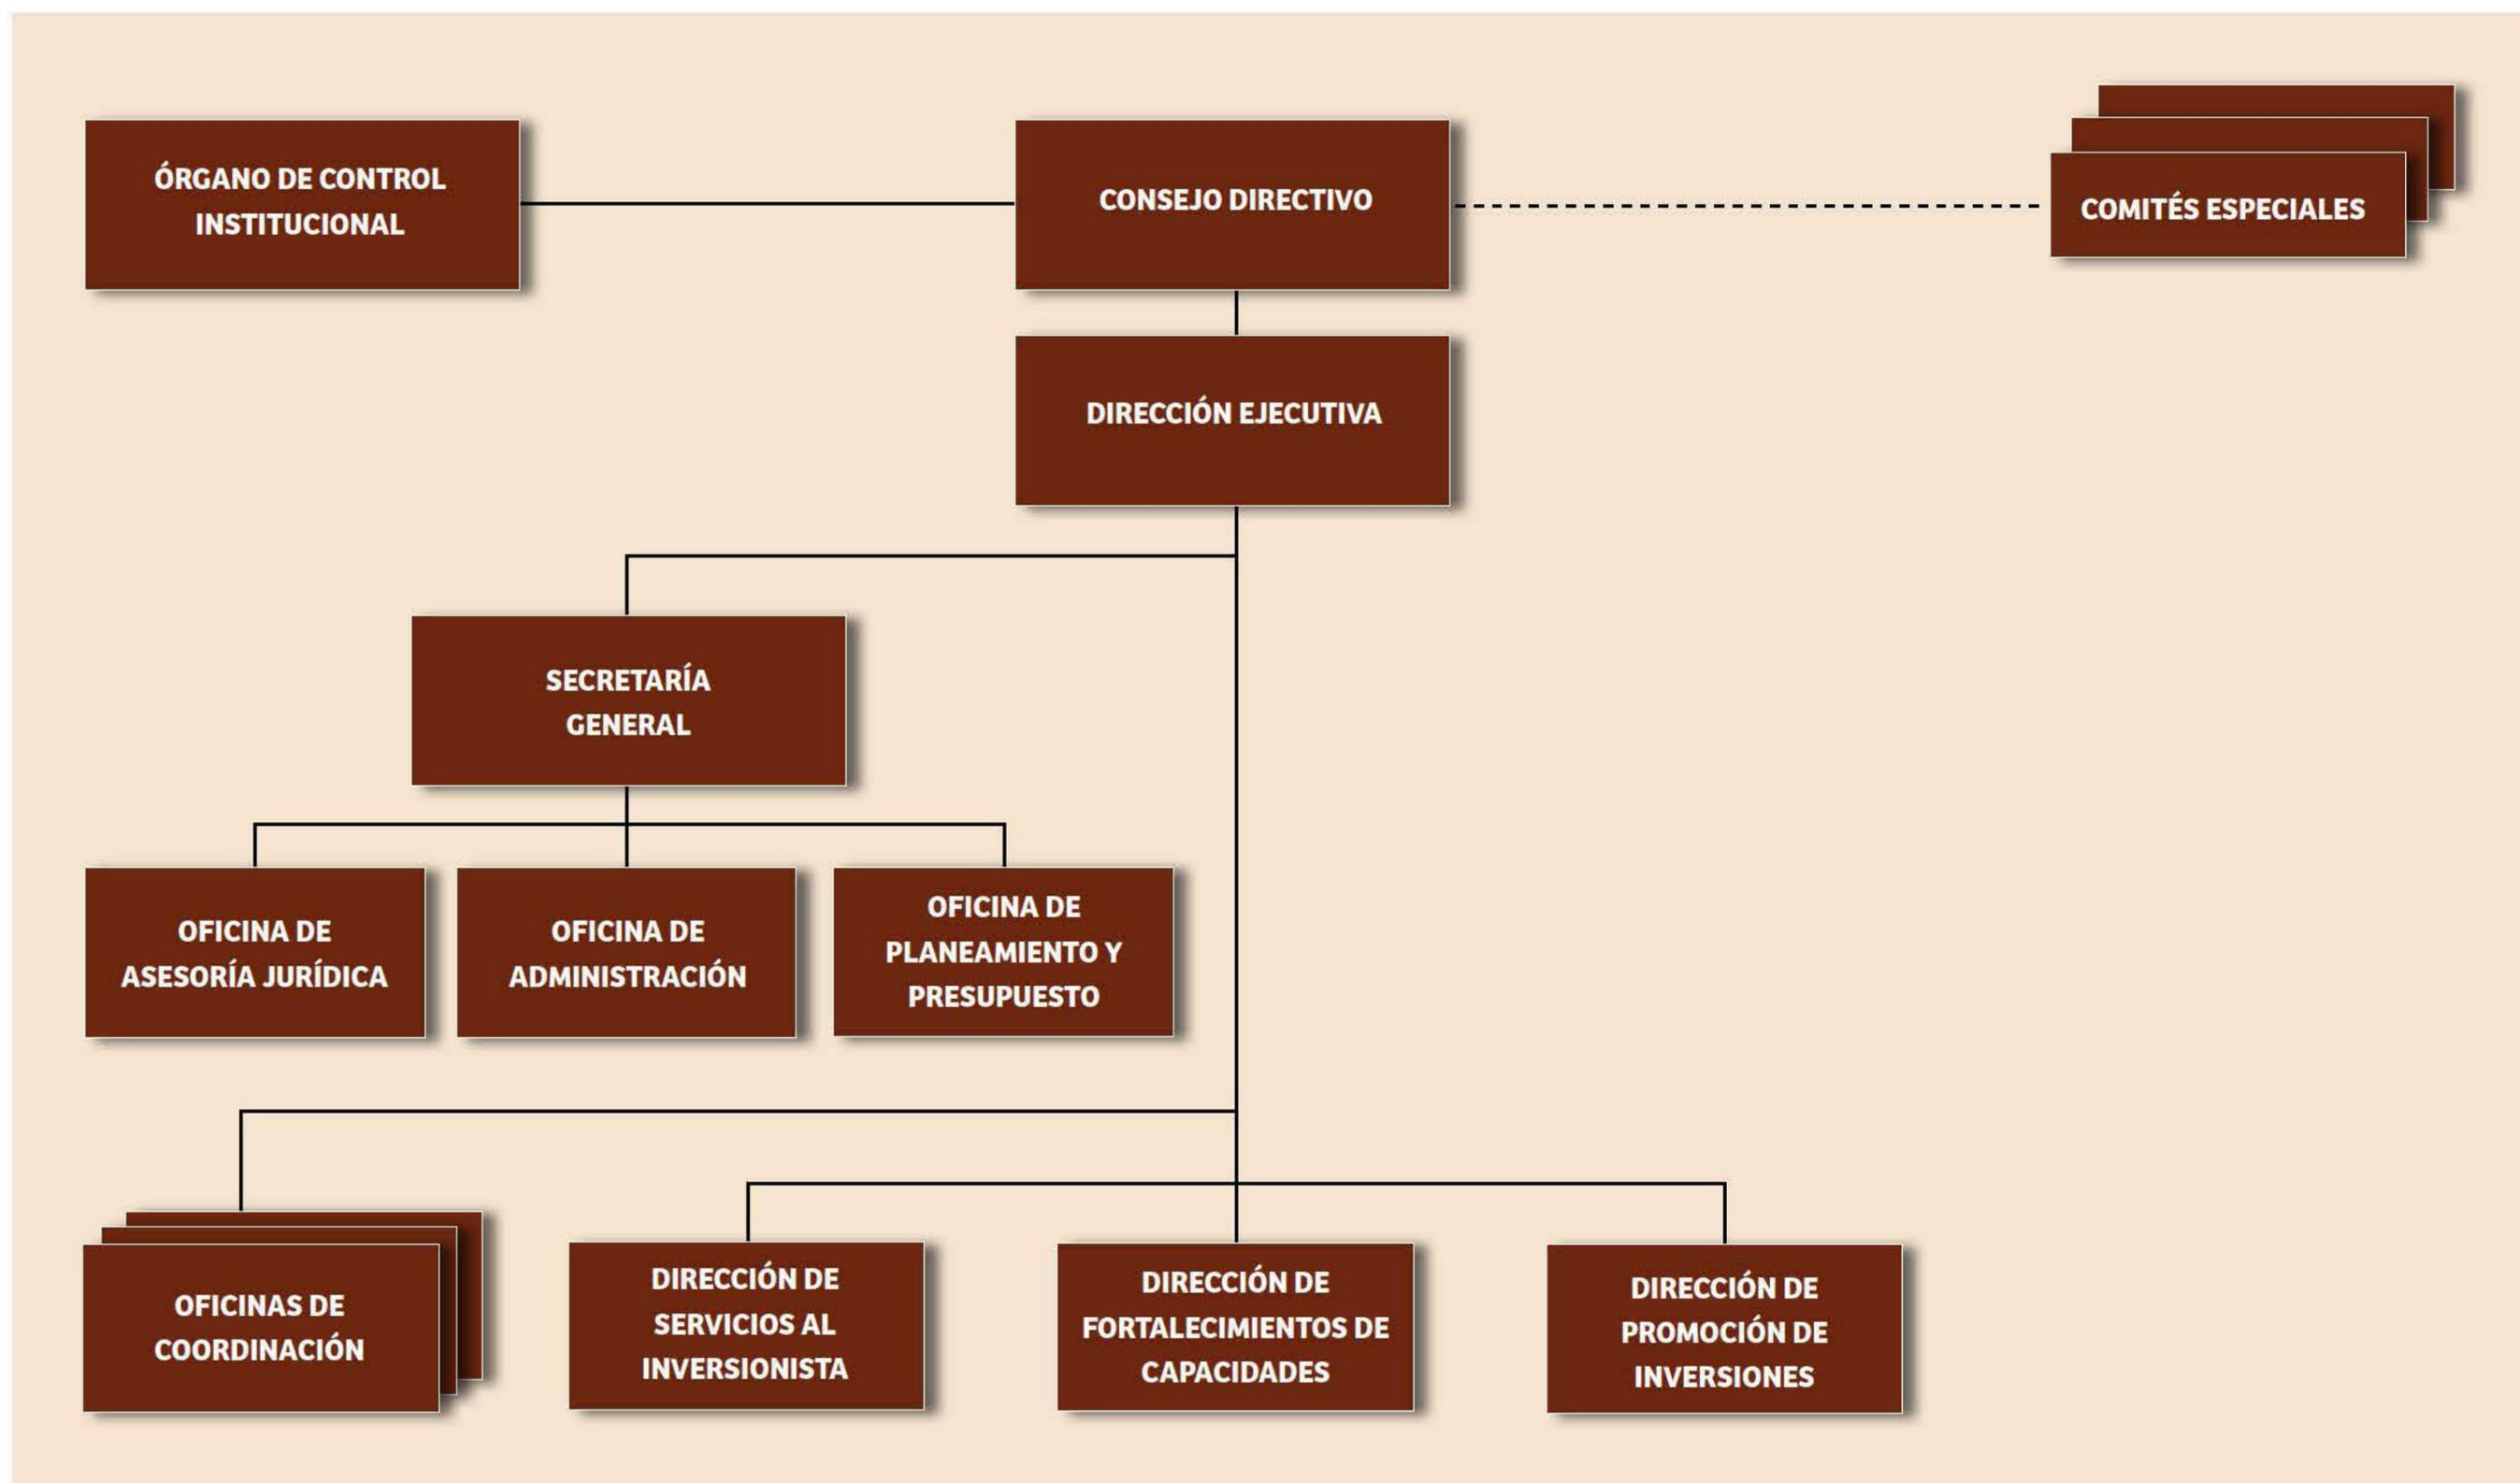 ÓRGANO DE CONTROL
INSTITUCIONAL
CONSEJO DIRECTIVO
COMITÉS ESPECIALES
DIRECCIÓN EJECUTIVA
SECRETARÍA
GENERAL
OFICINA DE
ASESORÍA JURÍDICA
OFICINA DE
ADMINISTRACIÓN
OFICINA DE
PLANEAMIENTO Y
PRESUPUESTO
OFICINAS DE
COORDINACIÓN
DIRECCIÓN DE
SERVICIOS AL
INVERSIONISTA
DIRECCIÓN DE
FORTALECIMIENTOS DE
CAPACIDADES
DIRECCIÓN DE
PROMOCIÓN DE
INVERSIONES